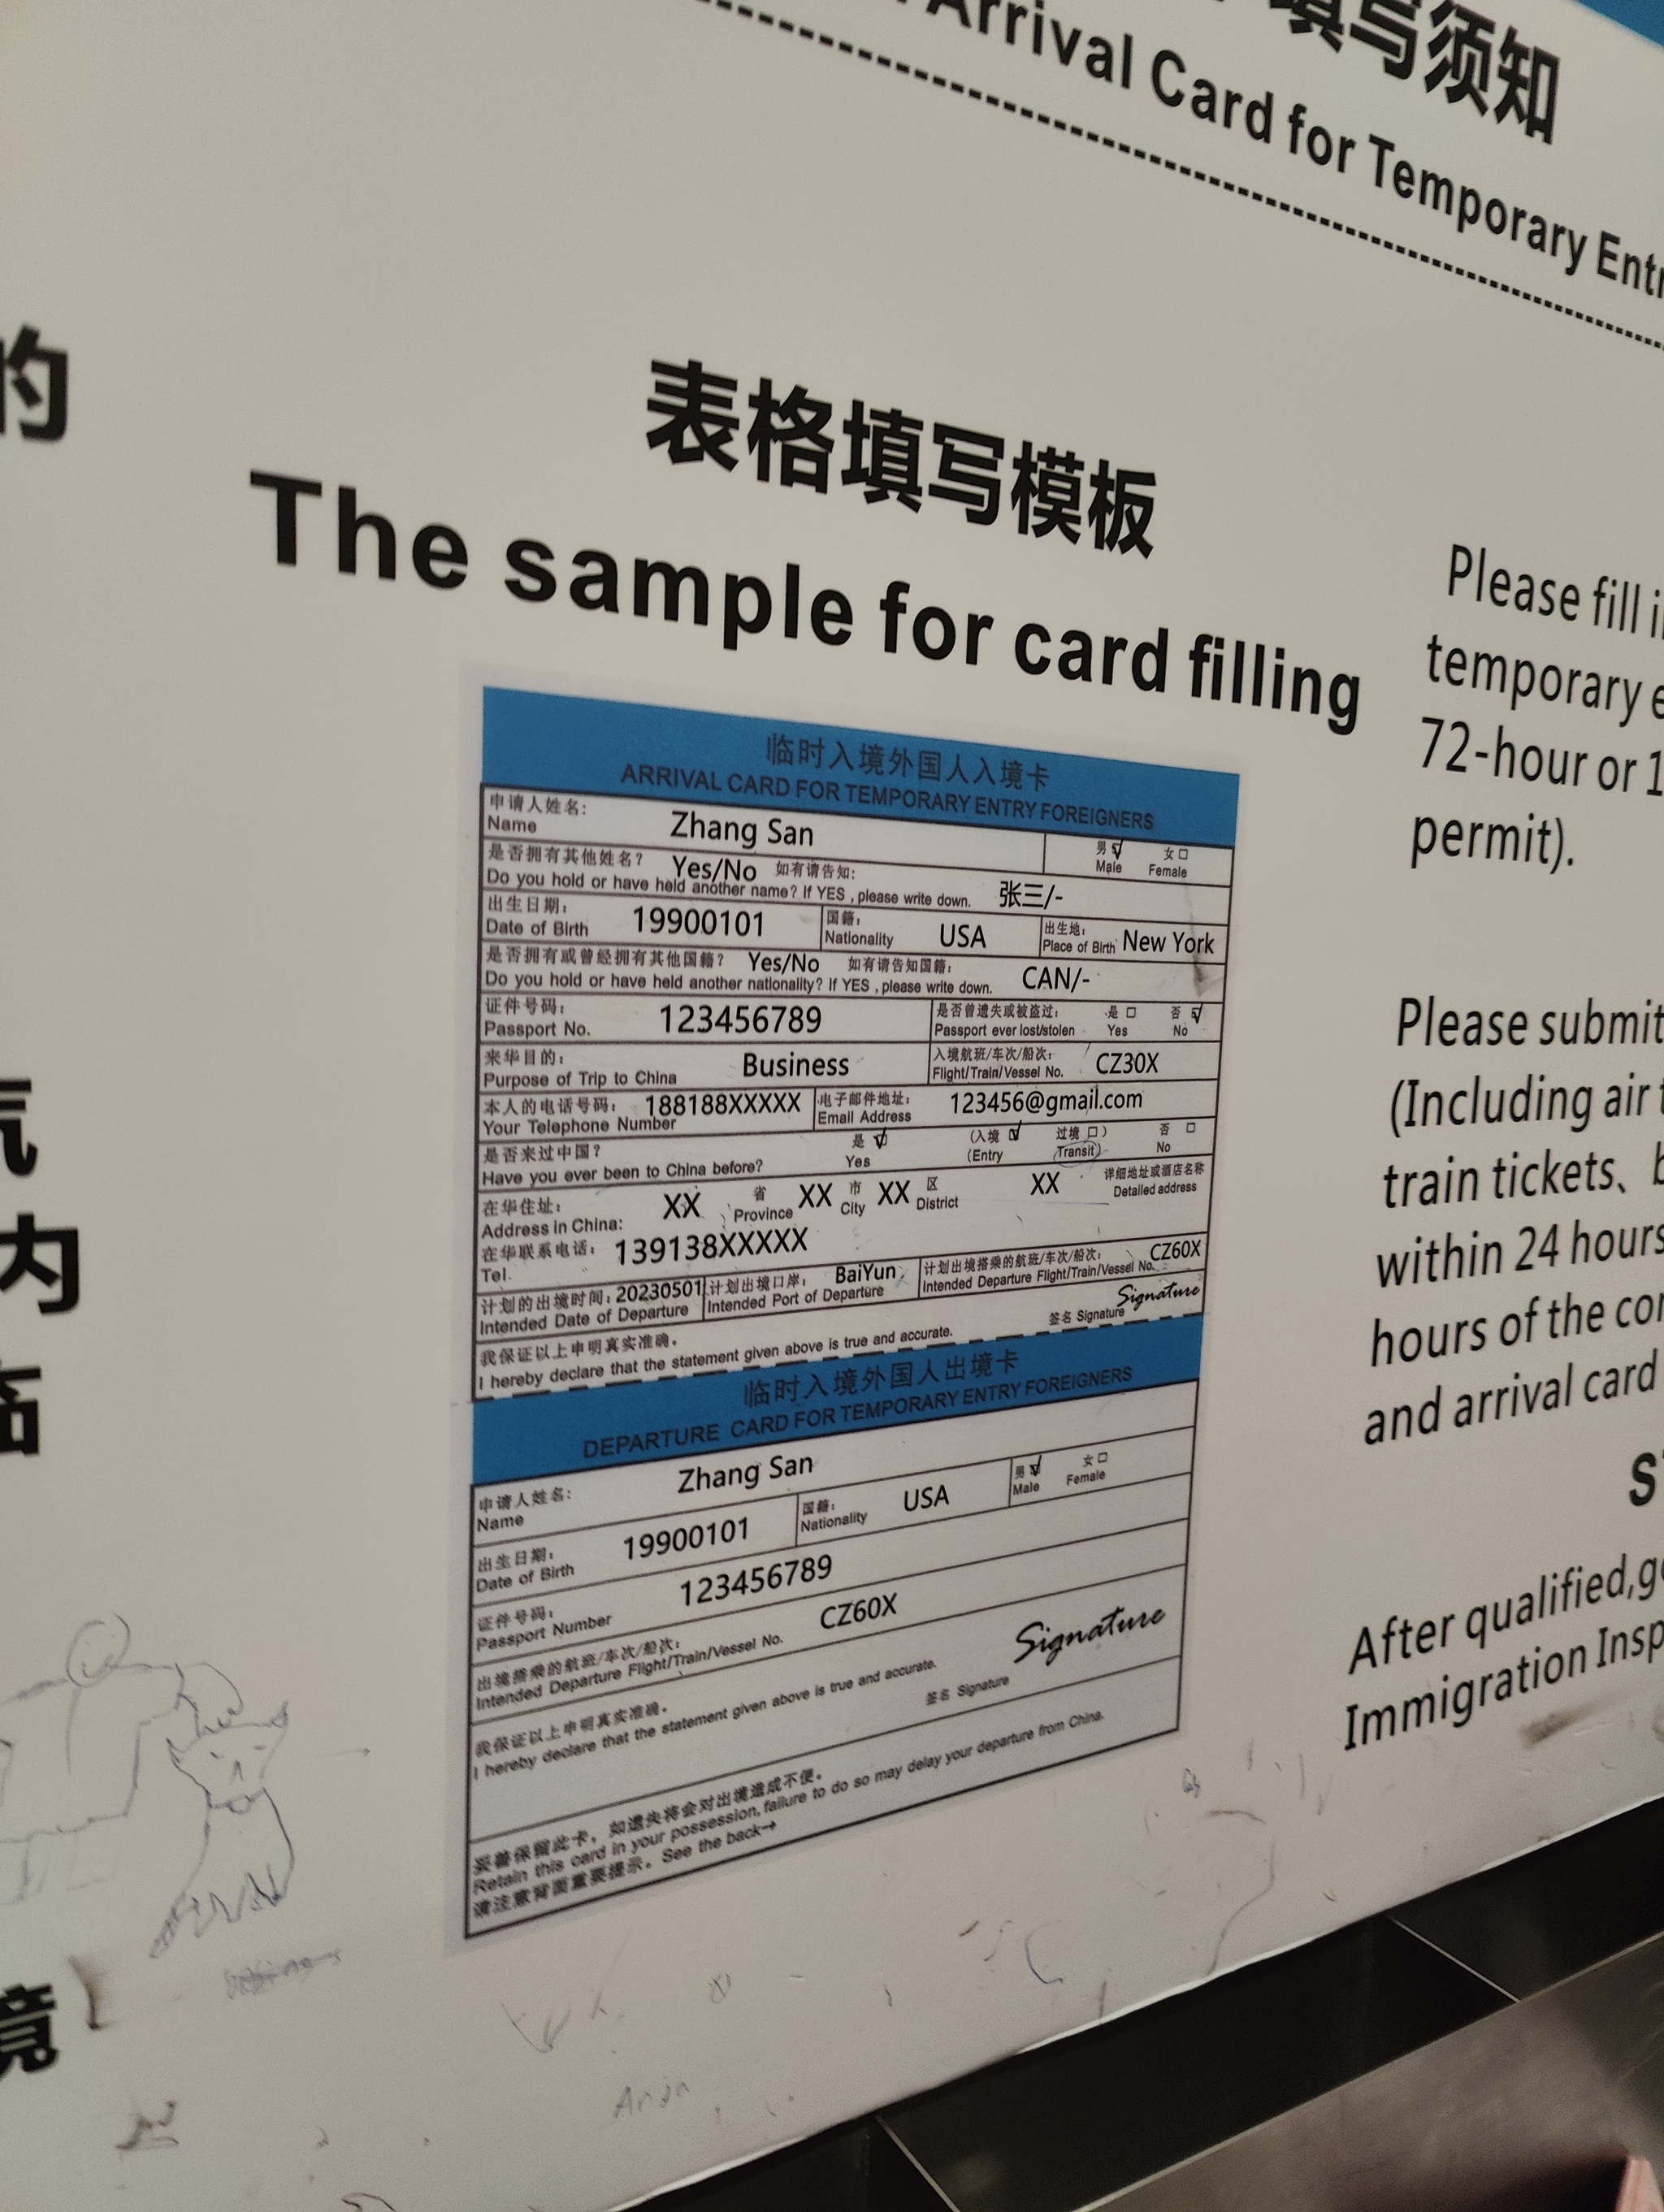 填写须知
Arrival Card for Temporary
的
表格填写模板
The sample for card filling
临时入境外国人入境卡
ARRIVAL CARD FOR TEMPORARY ENTRY FOREIGNERS
申请人姓名: Zhang San 男 ☑ 女 □
Name Male Female
是否拥有其他姓名? Yes/No 如有请告知:
Do you hold or have held another name? If YES , please write down. 张三/-
出生日期: 19900101 国籍: USA 出生地: New York
Date of Birth Nationality Place of Birth
是否拥有或曾经拥有其他国籍? Yes/No 如有请告知国籍:
Do you hold or have held another nationality? If YES , please write down. CAN/-
证件号码: 123456789 是否曾遗失或被盗过: 是 □ 否 ☑
Passport No. Passport ever lost/stolen Yes No
来华目的: Business 入境航班/车次/船次: CZ30X
Purpose of Trip to China Flight/Train/Vessel No.
本人的电话号码: 188188XXXXX 电子邮件地址: 123456@gmail.com
Your Telephone Number Email Address
是否来过中国? 是 ☑ (入境 ☑ 过境 □) 否 □
Have you ever been to China before? Yes (Entry Transit) No
在华住址: XX 省 XX 市 XX 区 XX 详细地址或酒店名称
Address in China: Province City District Detailed address
在华联系电话: 139138XXXXX
Tel.
计划的出境时间: 20230501 计划出境口岸: BaiYun 计划出境搭乘的航班/车次/船次: CZ60X
Intended Date of Departure Intended Port of Departure Intended Departure Flight/Train/Vessel No.
我保证以上申明真实准确。 签名 Signature Signature
I hereby declare that the statement given above is true and accurate.
临时入境外国人出境卡
DEPARTURE CARD FOR TEMPORARY ENTRY FOREIGNERS
申请人姓名: Zhang San
Name
出生日期: 19900101 国籍: USA 男 ☑ 女 □
Date of Birth Nationality Male Female
证件号码: 123456789
Passport Number
出境搭乘的航班/车次/船次: CZ60X
Intended Departure Flight/Train/Vessel No.
我保证以上申明真实准确。 Signature
I hereby declare that the statement given above is true and accurate. 签名 Signature
妥善保留此卡，如遗失将会对出境造成不便。
Retain this card in your possession, failure to do so may delay your departure from China.
请注意背面重要提示。See the back→
Please fill
temporary
72-hour or
permit).
Please submit
(Including air
train tickets、
within 24 hours
hours of the
and arrival card
After qualified,
Immigration
内
境